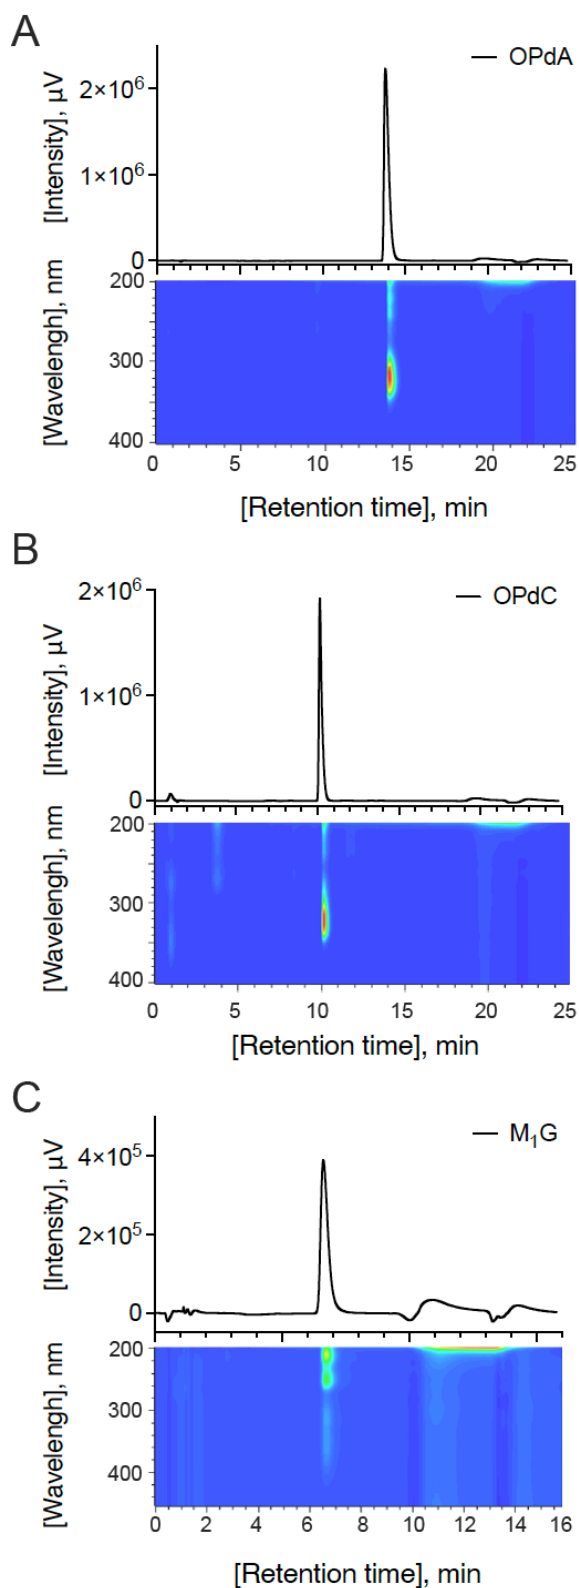 A
[Intensity], µV
2×10⁶
1×10⁶
0
— OPdA
[Wavelengh], nm
200
300
400
0 5 10 15 20 25
[Retention time], min
B
[Intensity], µV
2×10⁶
1×10⁶
0
— OPdC
[Wavelengh], nm
200
300
400
0 5 10 15 20 25
[Retention time], min
C
[Intensity], µV
4×10⁵
2×10⁵
0
— M₁G
[Wavelengh], nm
200
300
400
0 2 4 6 8 10 12 14 16
[Retention time], min